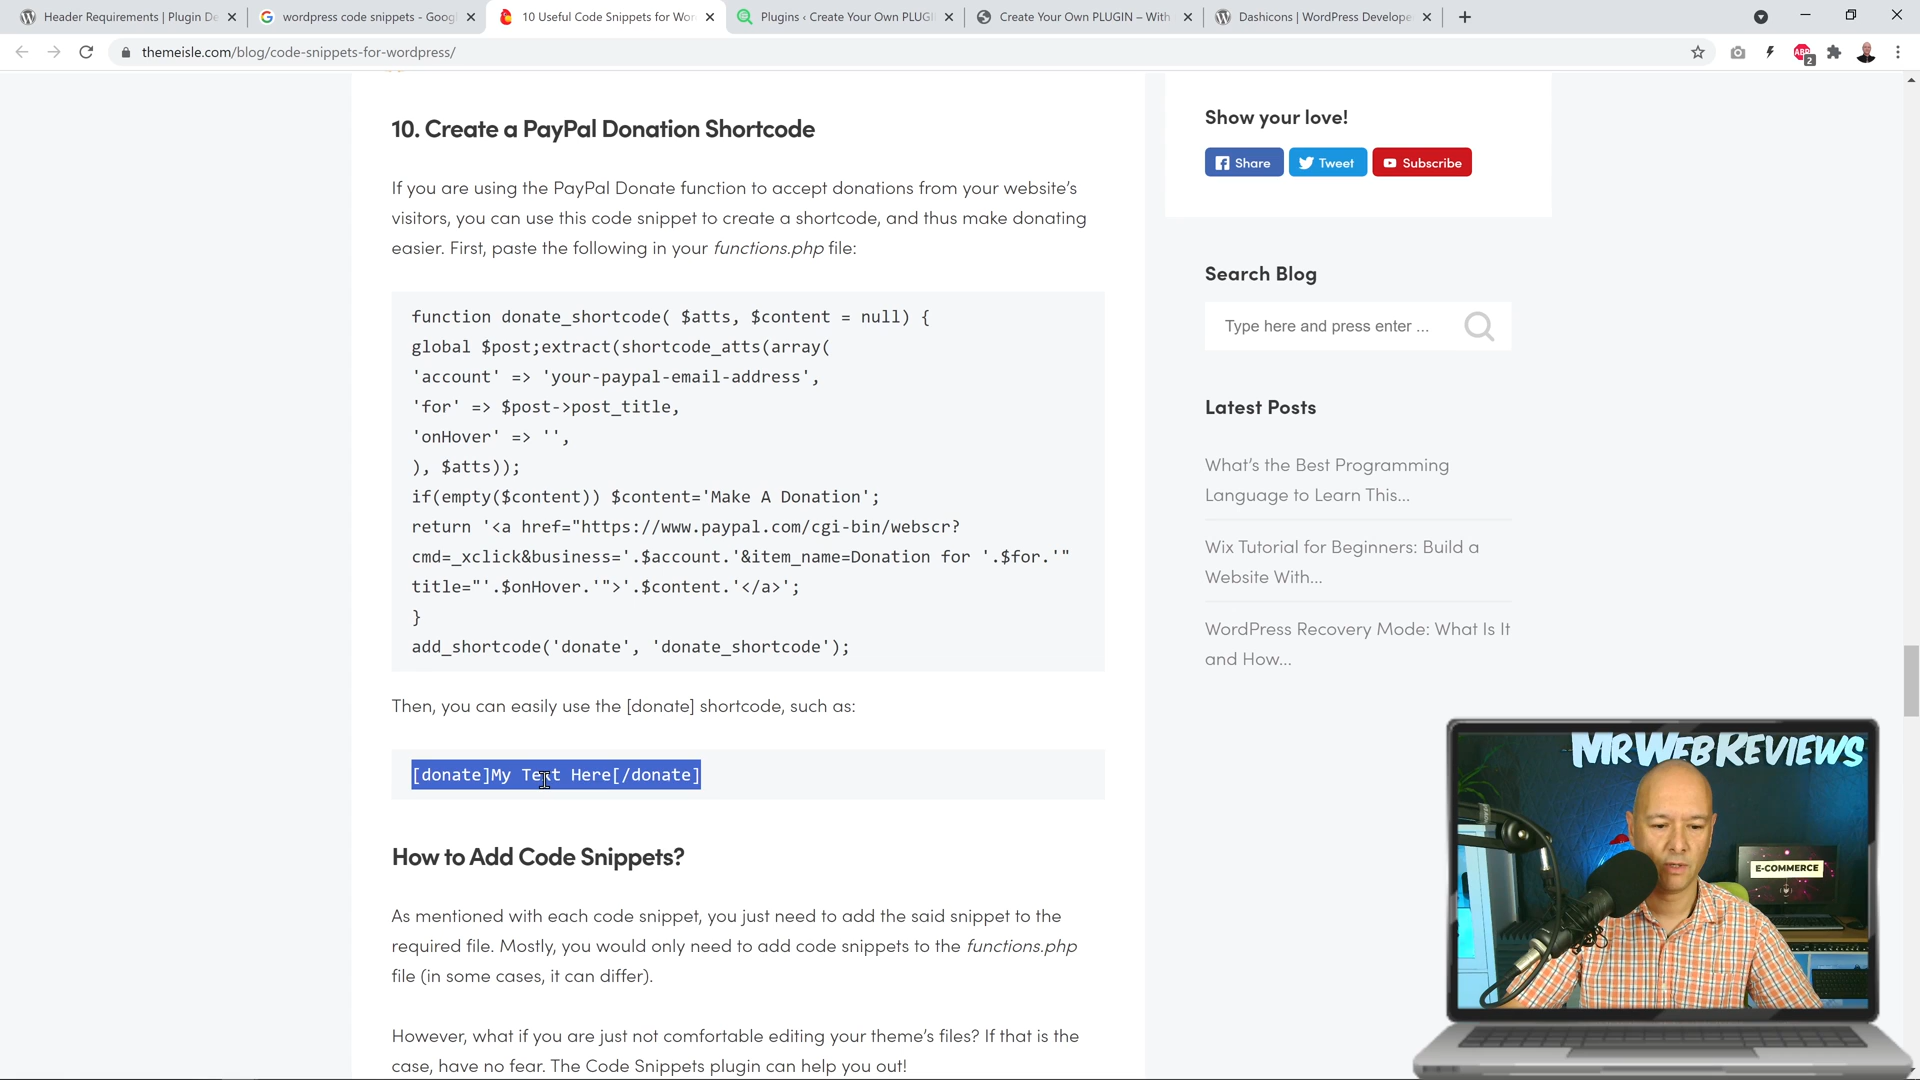 Header Requirements | Plugin De
wordpress code snippets - Googl
10 Useful Code Snippets for Wor
Plugins ‹ Create Your Own PLUGI
Create Your Own PLUGIN – With
Dashicons | WordPress Develope
themeisle.com/blog/code-snippets-for-wordpress/
ABP
2
10. Create a PayPal Donation Shortcode
If you are using the PayPal Donate function to accept donations from your website's
visitors, you can use this code snippet to create a shortcode, and thus make donating
easier. First, paste the following in your functions.php file:
function donate_shortcode( $atts, $content = null) {
global $post;extract(shortcode_atts(array(
'account' => 'your-paypal-email-address',
'for' => $post->post_title,
'onHover' => '',
), $atts));
if(empty($content)) $content='Make A Donation';
return '<a href="https://www.paypal.com/cgi-bin/webscr?
cmd=_xclick&business='.$account.'&item_name=Donation for '.$for.'"
title="'.$onHover.'">'.$content.'</a>';
}
add_shortcode('donate', 'donate_shortcode');
Then, you can easily use the [donate] shortcode, such as:
[donate]My Text Here[/donate]
How to Add Code Snippets?
As mentioned with each code snippet, you just need to add the said snippet to the
required file. Mostly, you would only need to add code snippets to the functions.php
file (in some cases, it can differ).
However, what if you are just not comfortable editing your theme's files? If that is the
case, have no fear. The Code Snippets plugin can help you out!
Show your love!
Share
Tweet
Subscribe
Search Blog
Type here and press enter ...
Latest Posts
What's the Best Programming
Language to Learn This...
Wix Tutorial for Beginners: Build a
Website With...
WordPress Recovery Mode: What Is It
and How...
MRWEBREVIEWS
E-COMMERCE